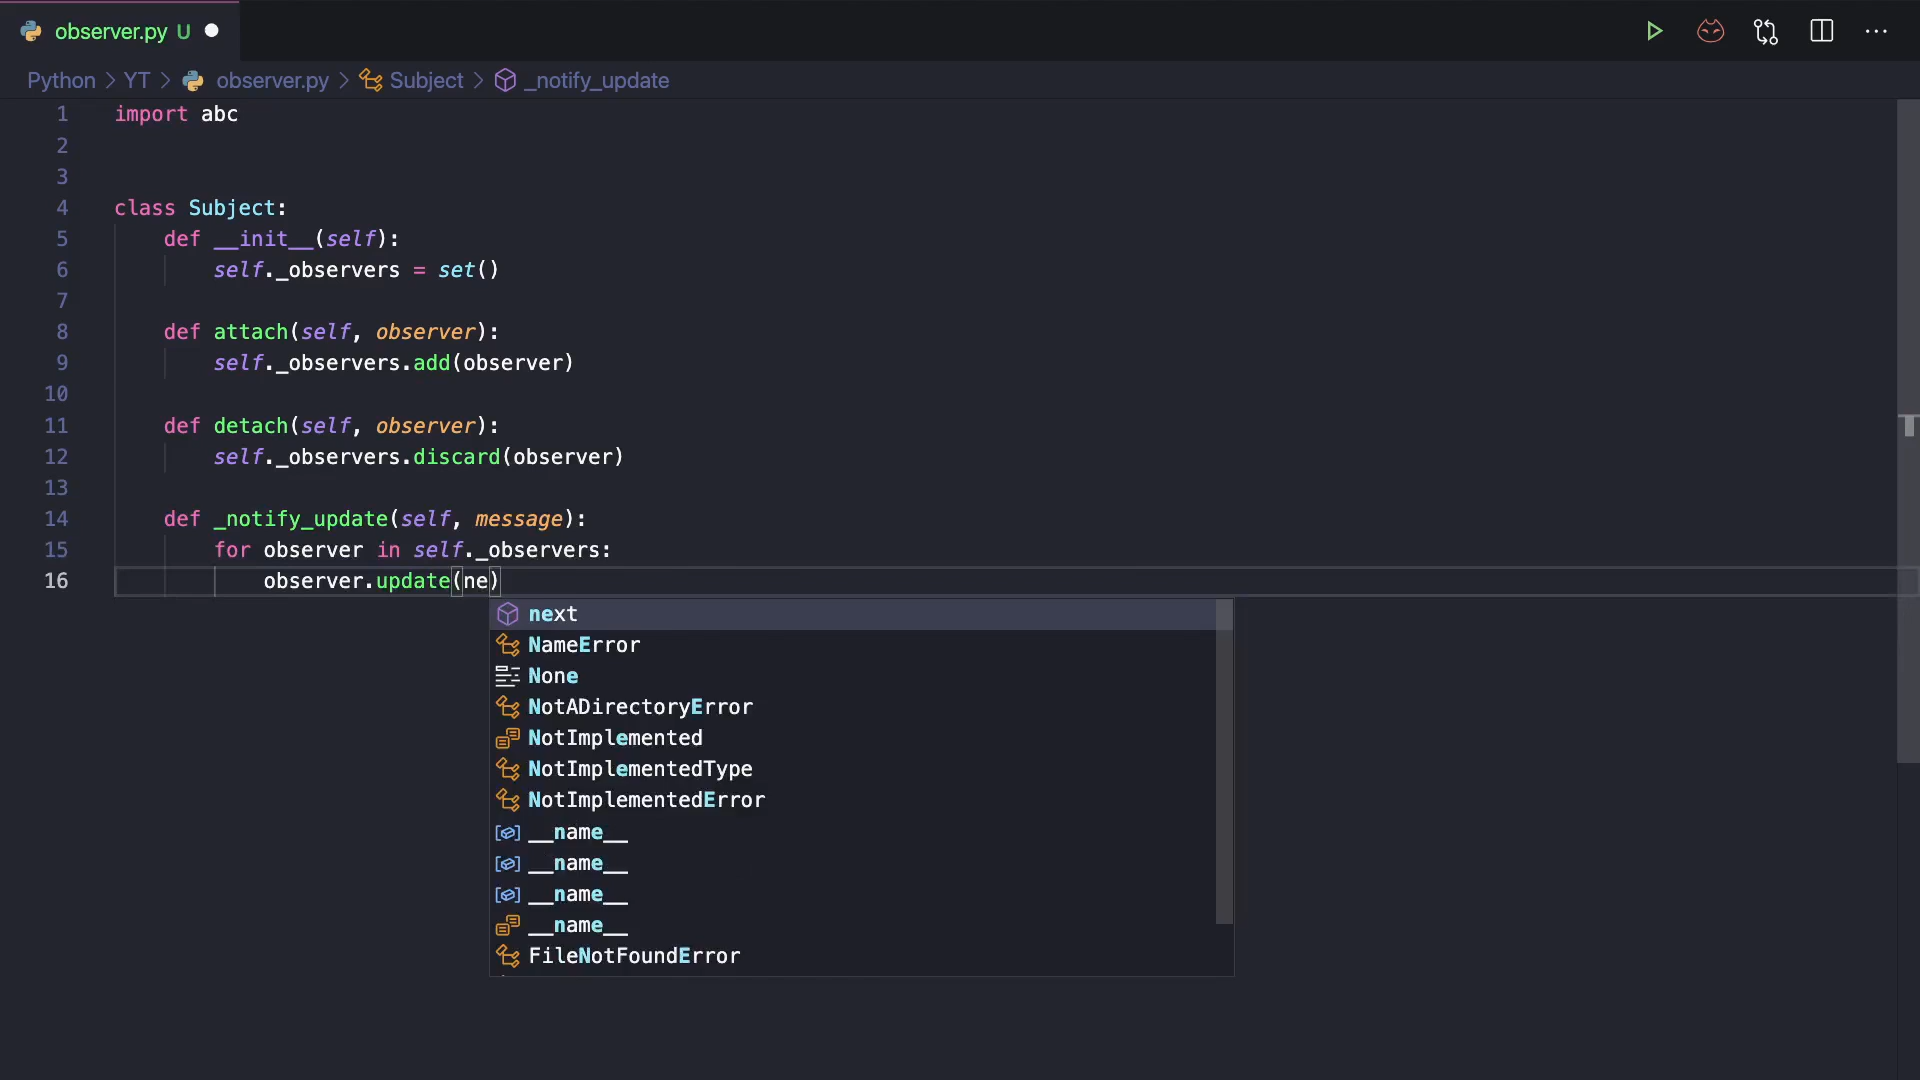 observer.py U
Python > YT > observer.py > Subject > _notify_update
1 import abc
2
3
4 class Subject:
5 def __init__(self):
6 self._observers = set()
7
8 def attach(self, observer):
9 self._observers.add(observer)
10
11 def detach(self, observer):
12 self._observers.discard(observer)
13
14 def _notify_update(self, message):
15 for observer in self._observers:
16 observer.update(ne)
next
NameError
None
NotADirectoryError
NotImplemented
NotImplementedType
NotImplementedError
__name__
__name__
__name__
__name__
FileNotFoundError